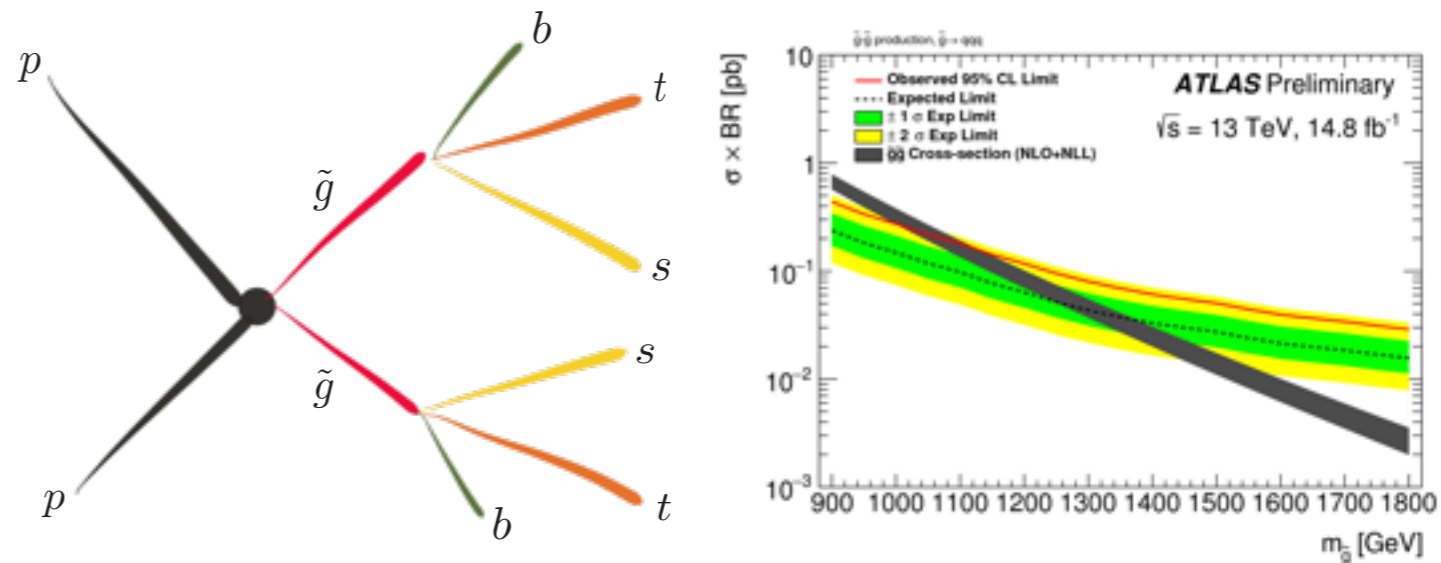 p
b
t
g̃
s
g̃
s
p
b
t
g̃g̃ production, g̃→ qqq
σ × BR [pb]
10
1
10⁻¹
10⁻²
10⁻³
Observed 95% CL Limit
Expected Limit
± 1 σ Exp Limit
± 2 σ Exp Limit
g̃g̃ Cross-section (NLO+NLL)
ATLAS Preliminary
√s = 13 TeV, 14.8 fb⁻¹
900 1000 1100 1200 1300 1400 1500 1600 1700 1800
m_g̃ [GeV]